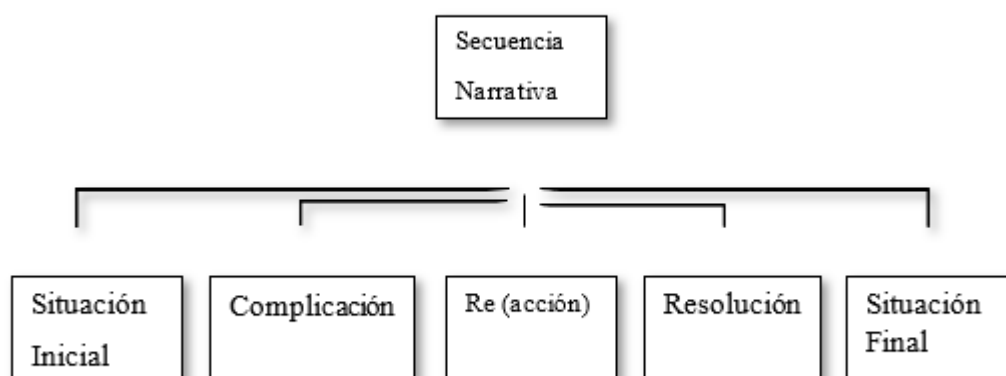 Secuencia
Narrativa
Situación
Inicial
Complicación
Re (acción)
Resolución
Situación
Final